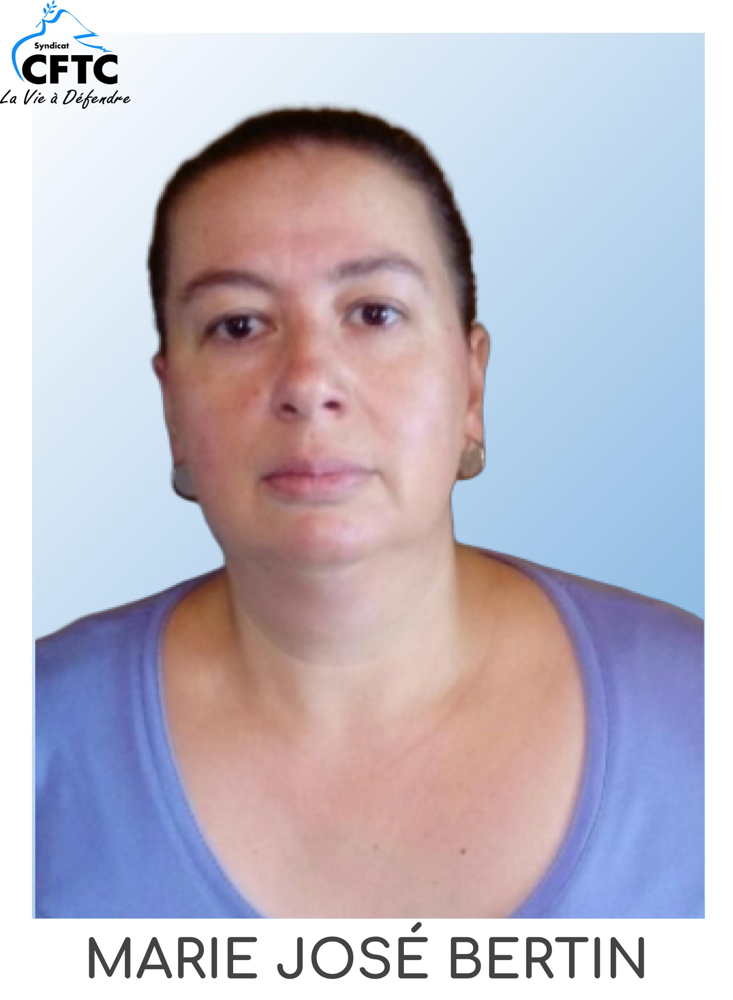 Syndicat
CFTC
La Vie à Défendre
MARIE JOSÉ BERTIN